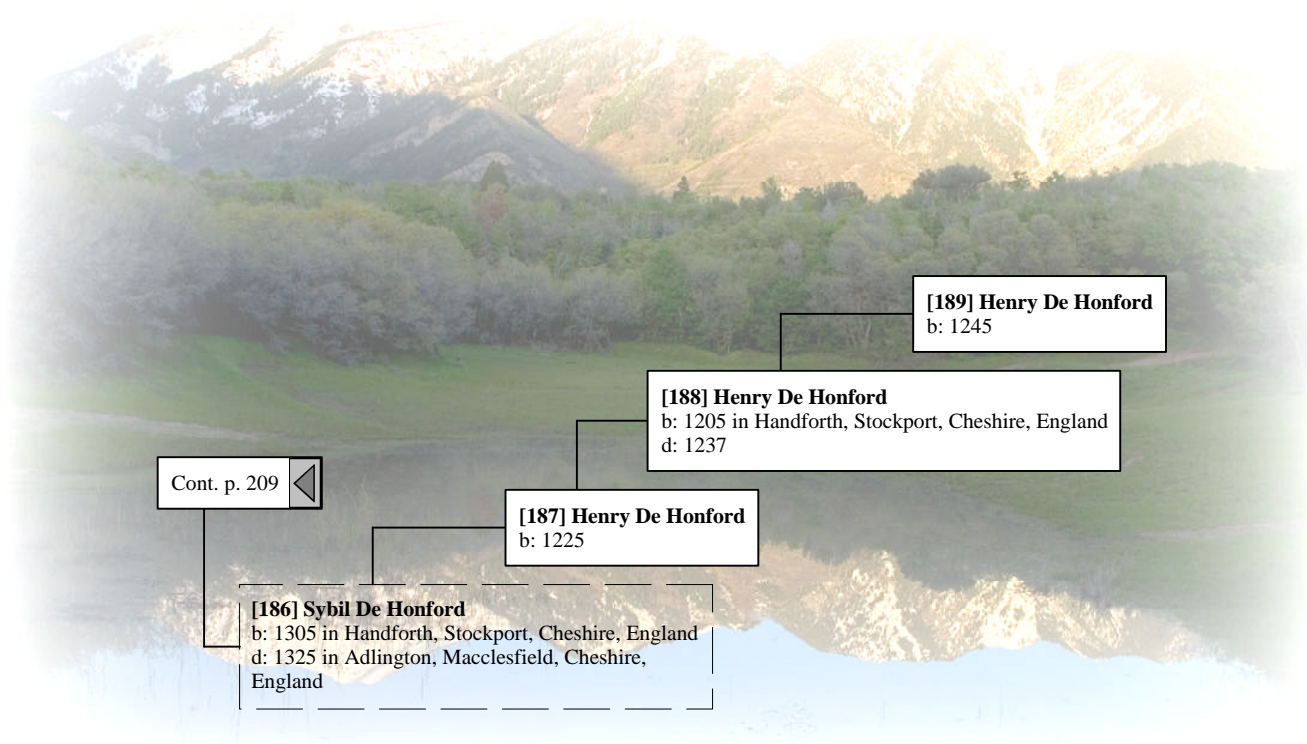 [189] Henry De Honford
b: 1245
[188] Henry De Honford
b: 1205 in Handforth, Stockport, Cheshire, England
d: 1237
Cont. p. 209
[187] Henry De Honford
b: 1225
[186] Sybil De Honford
b: 1305 in Handforth, Stockport, Cheshire, England
d: 1325 in Adlington, Macclesfield, Cheshire,
England